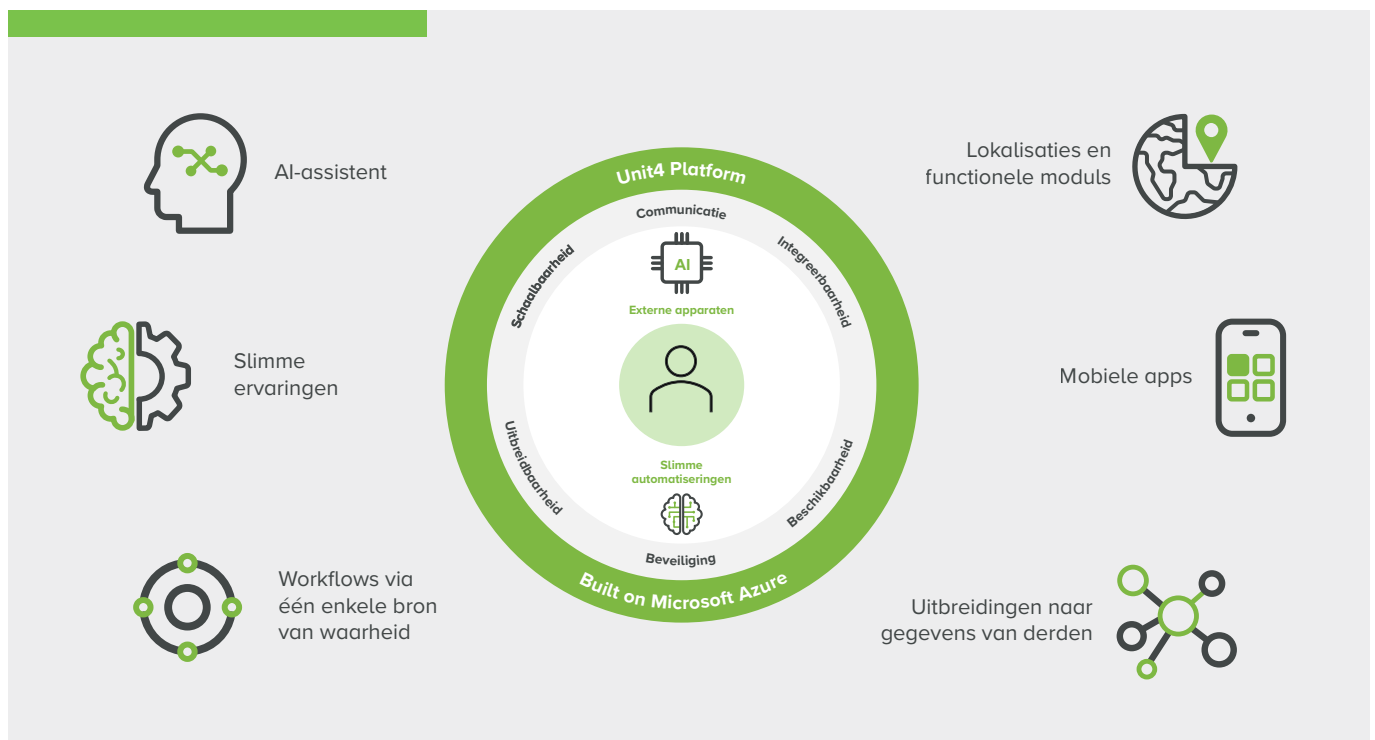 AI-assistent
Slimme
ervaringen
Workflows via
één enkele bron
van waarheid
Unit4 Platform
Communicatie
Schaalbaarheid
Integreerbaarheid
AI
Externe apparaten
Slimme
automatiseringen
Uitbreidbaarheid
Beschikbaarheid
Beveiliging
Built on Microsoft Azure
Lokalisaties en
functionele moduls
Mobiele apps
Uitbreidingen naar
gegevens van derden